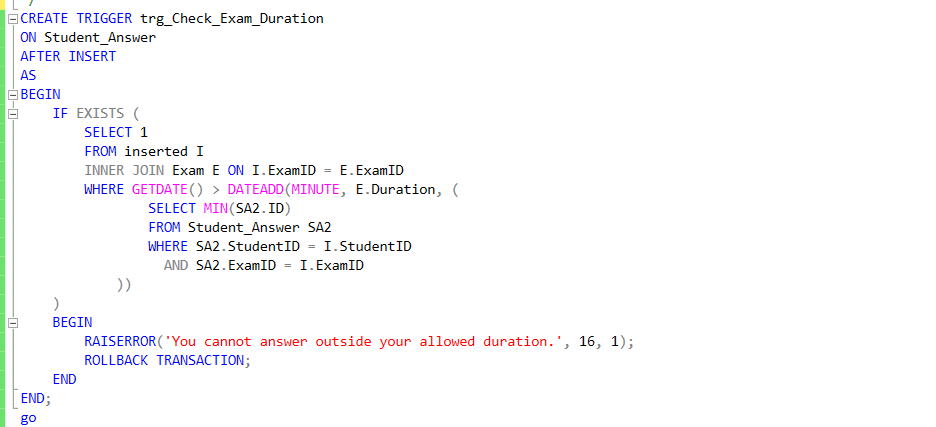 CREATE TRIGGER trg_Check_Exam_Duration
ON Student_Answer
AFTER INSERT
AS
BEGIN
    IF EXISTS (
        SELECT 1
        FROM inserted I
        INNER JOIN Exam E ON I.ExamID = E.ExamID
        WHERE GETDATE() > DATEADD(MINUTE, E.Duration, (
                SELECT MIN(SA2.ID)
                FROM Student_Answer SA2
                WHERE SA2.StudentID = I.StudentID
                  AND SA2.ExamID = I.ExamID
            ))
    )
    BEGIN
        RAISERROR('You cannot answer outside your allowed duration.', 16, 1);
        ROLLBACK TRANSACTION;
    END
END;
go